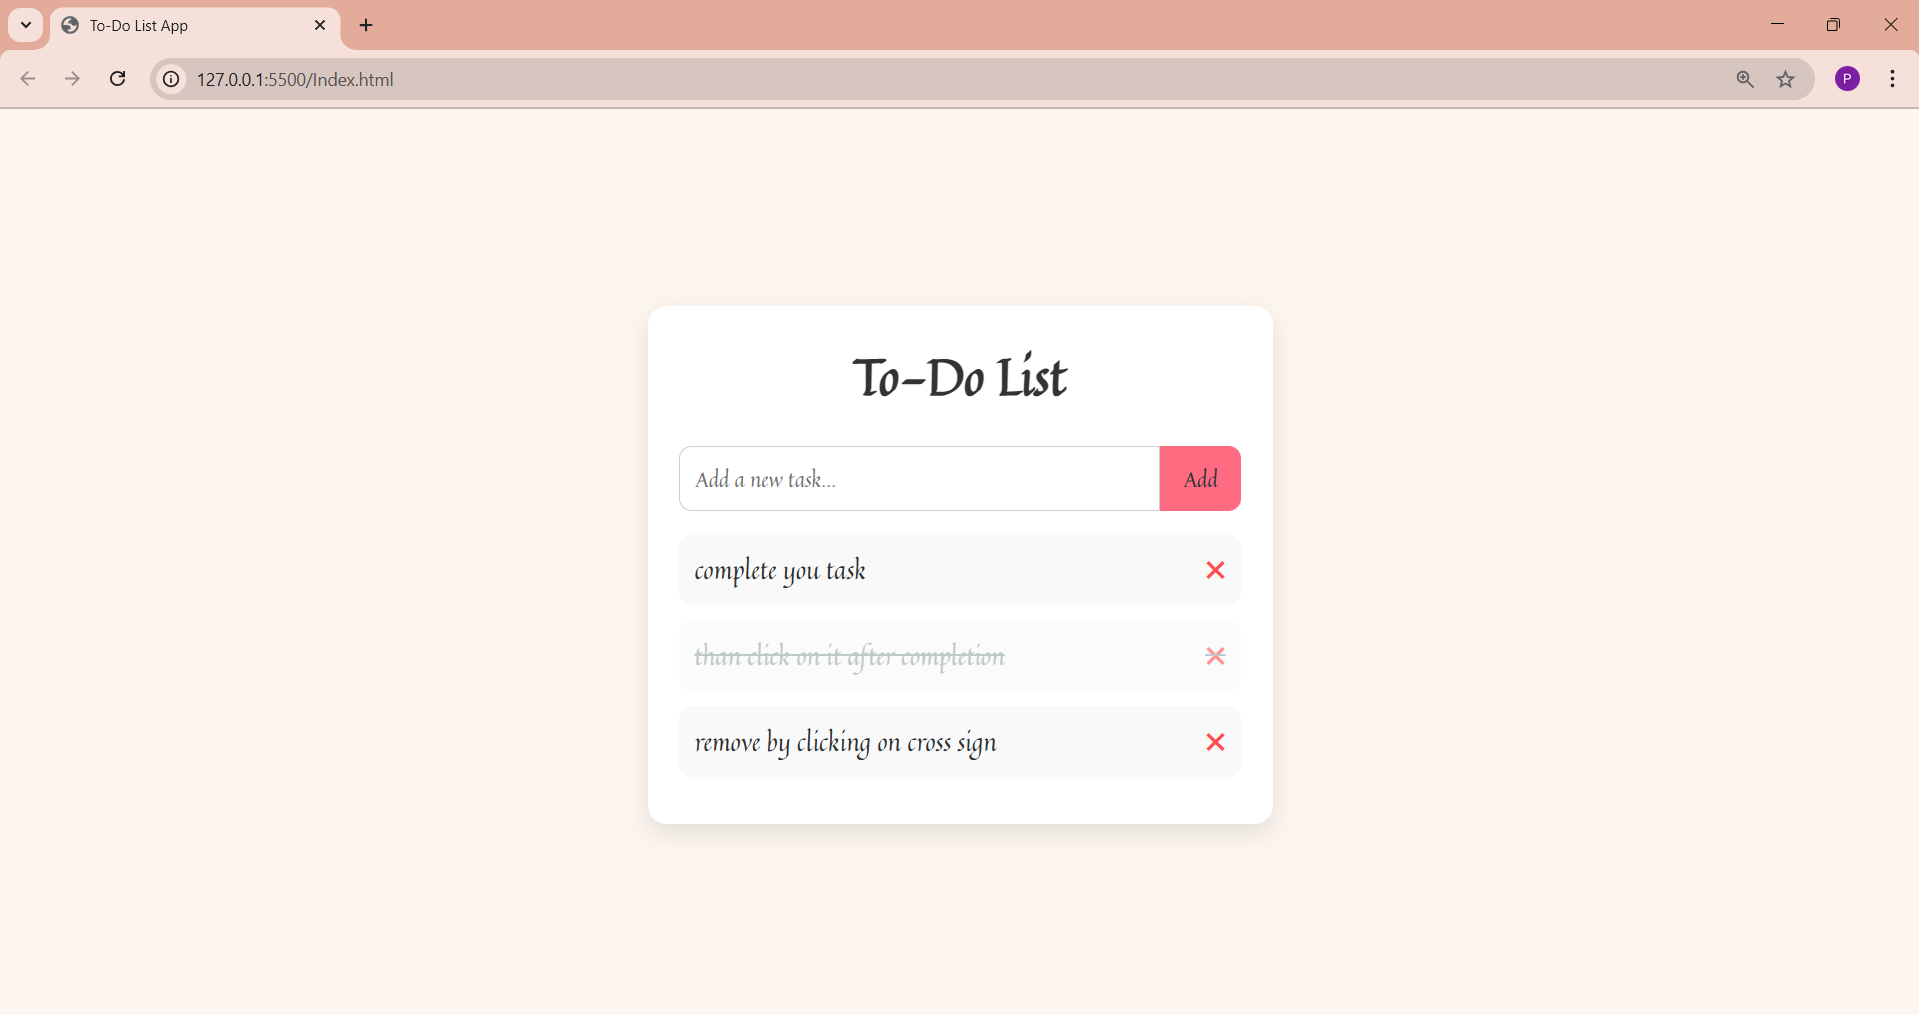 To-Do List App
127.0.0.1:5500/Index.html
P
To-Do List
Add a new task...
Add
complete you task
than click on it after completion
remove by clicking on cross sign